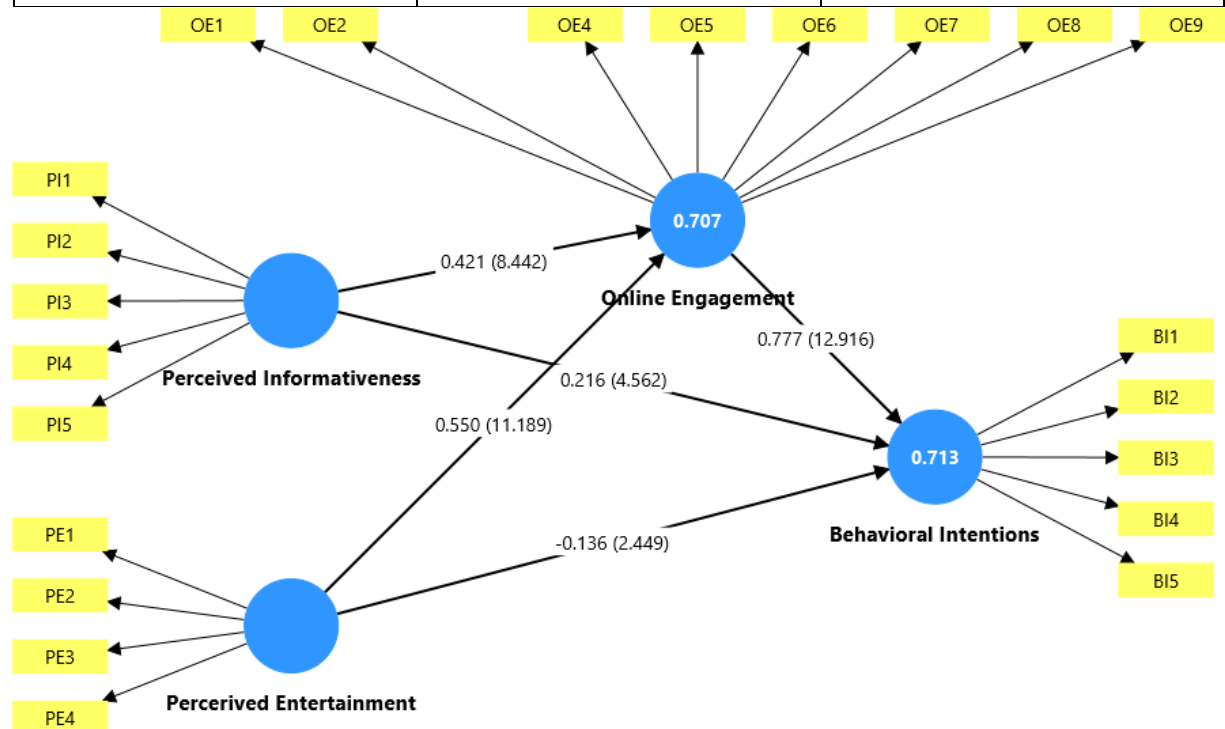 OE1 OE2 OE4 OE5 OE6 OE7 OE8 OE9
PI1
PI2
PI3
PI4
PI5
Perceived Informativeness
0.421 (8.442)
0.707
Online Engagement
0.777 (12.916)
0.216 (4.562)
0.550 (11.189)
-0.136 (2.449)
0.713
Behavioral Intentions
BI1
BI2
BI3
BI4
BI5
PE1
PE2
PE3
PE4
Percerived Entertainment